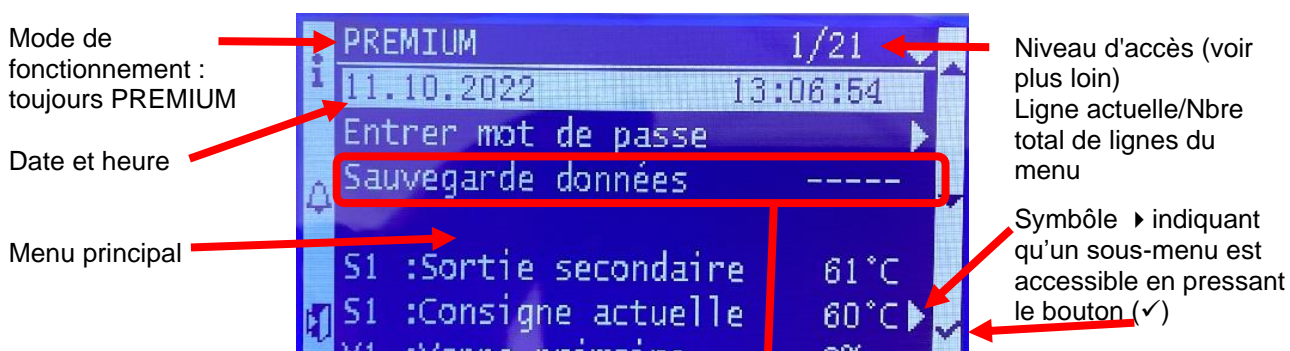 Mode de
fonctionnement :
toujours PREMIUM
Date et heure
Menu principal
PREMIUM 1/21
11.10.2022 13:06:54
Entrer mot de passe
Sauvegarde données -----
S1 :Sortie secondaire 61°C
S1 :Consigne actuelle 60°C
Niveau d'accès (voir
plus loin)
Ligne actuelle/Nbre
total de lignes du
menu
Symbôle indiquant
qu'un sous-menu est
accessible en pressant
le bouton (✓)